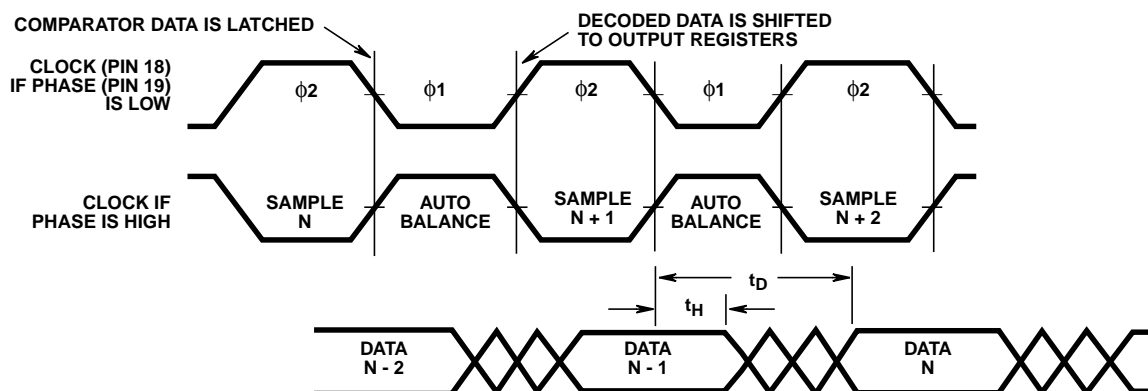 COMPARATOR DATA IS LATCHED
DECODED DATA IS SHIFTED
TO OUTPUT REGISTERS
CLOCK (PIN 18)
IF PHASE (PIN 19)
IS LOW
ϕ2
ϕ1
ϕ2
ϕ1
ϕ2
CLOCK IF
PHASE IS HIGH
SAMPLE
N
AUTO
BALANCE
SAMPLE
N + 1
AUTO
BALANCE
SAMPLE
N + 2
tD
tH
DATA
N - 2
DATA
N - 1
DATA
N